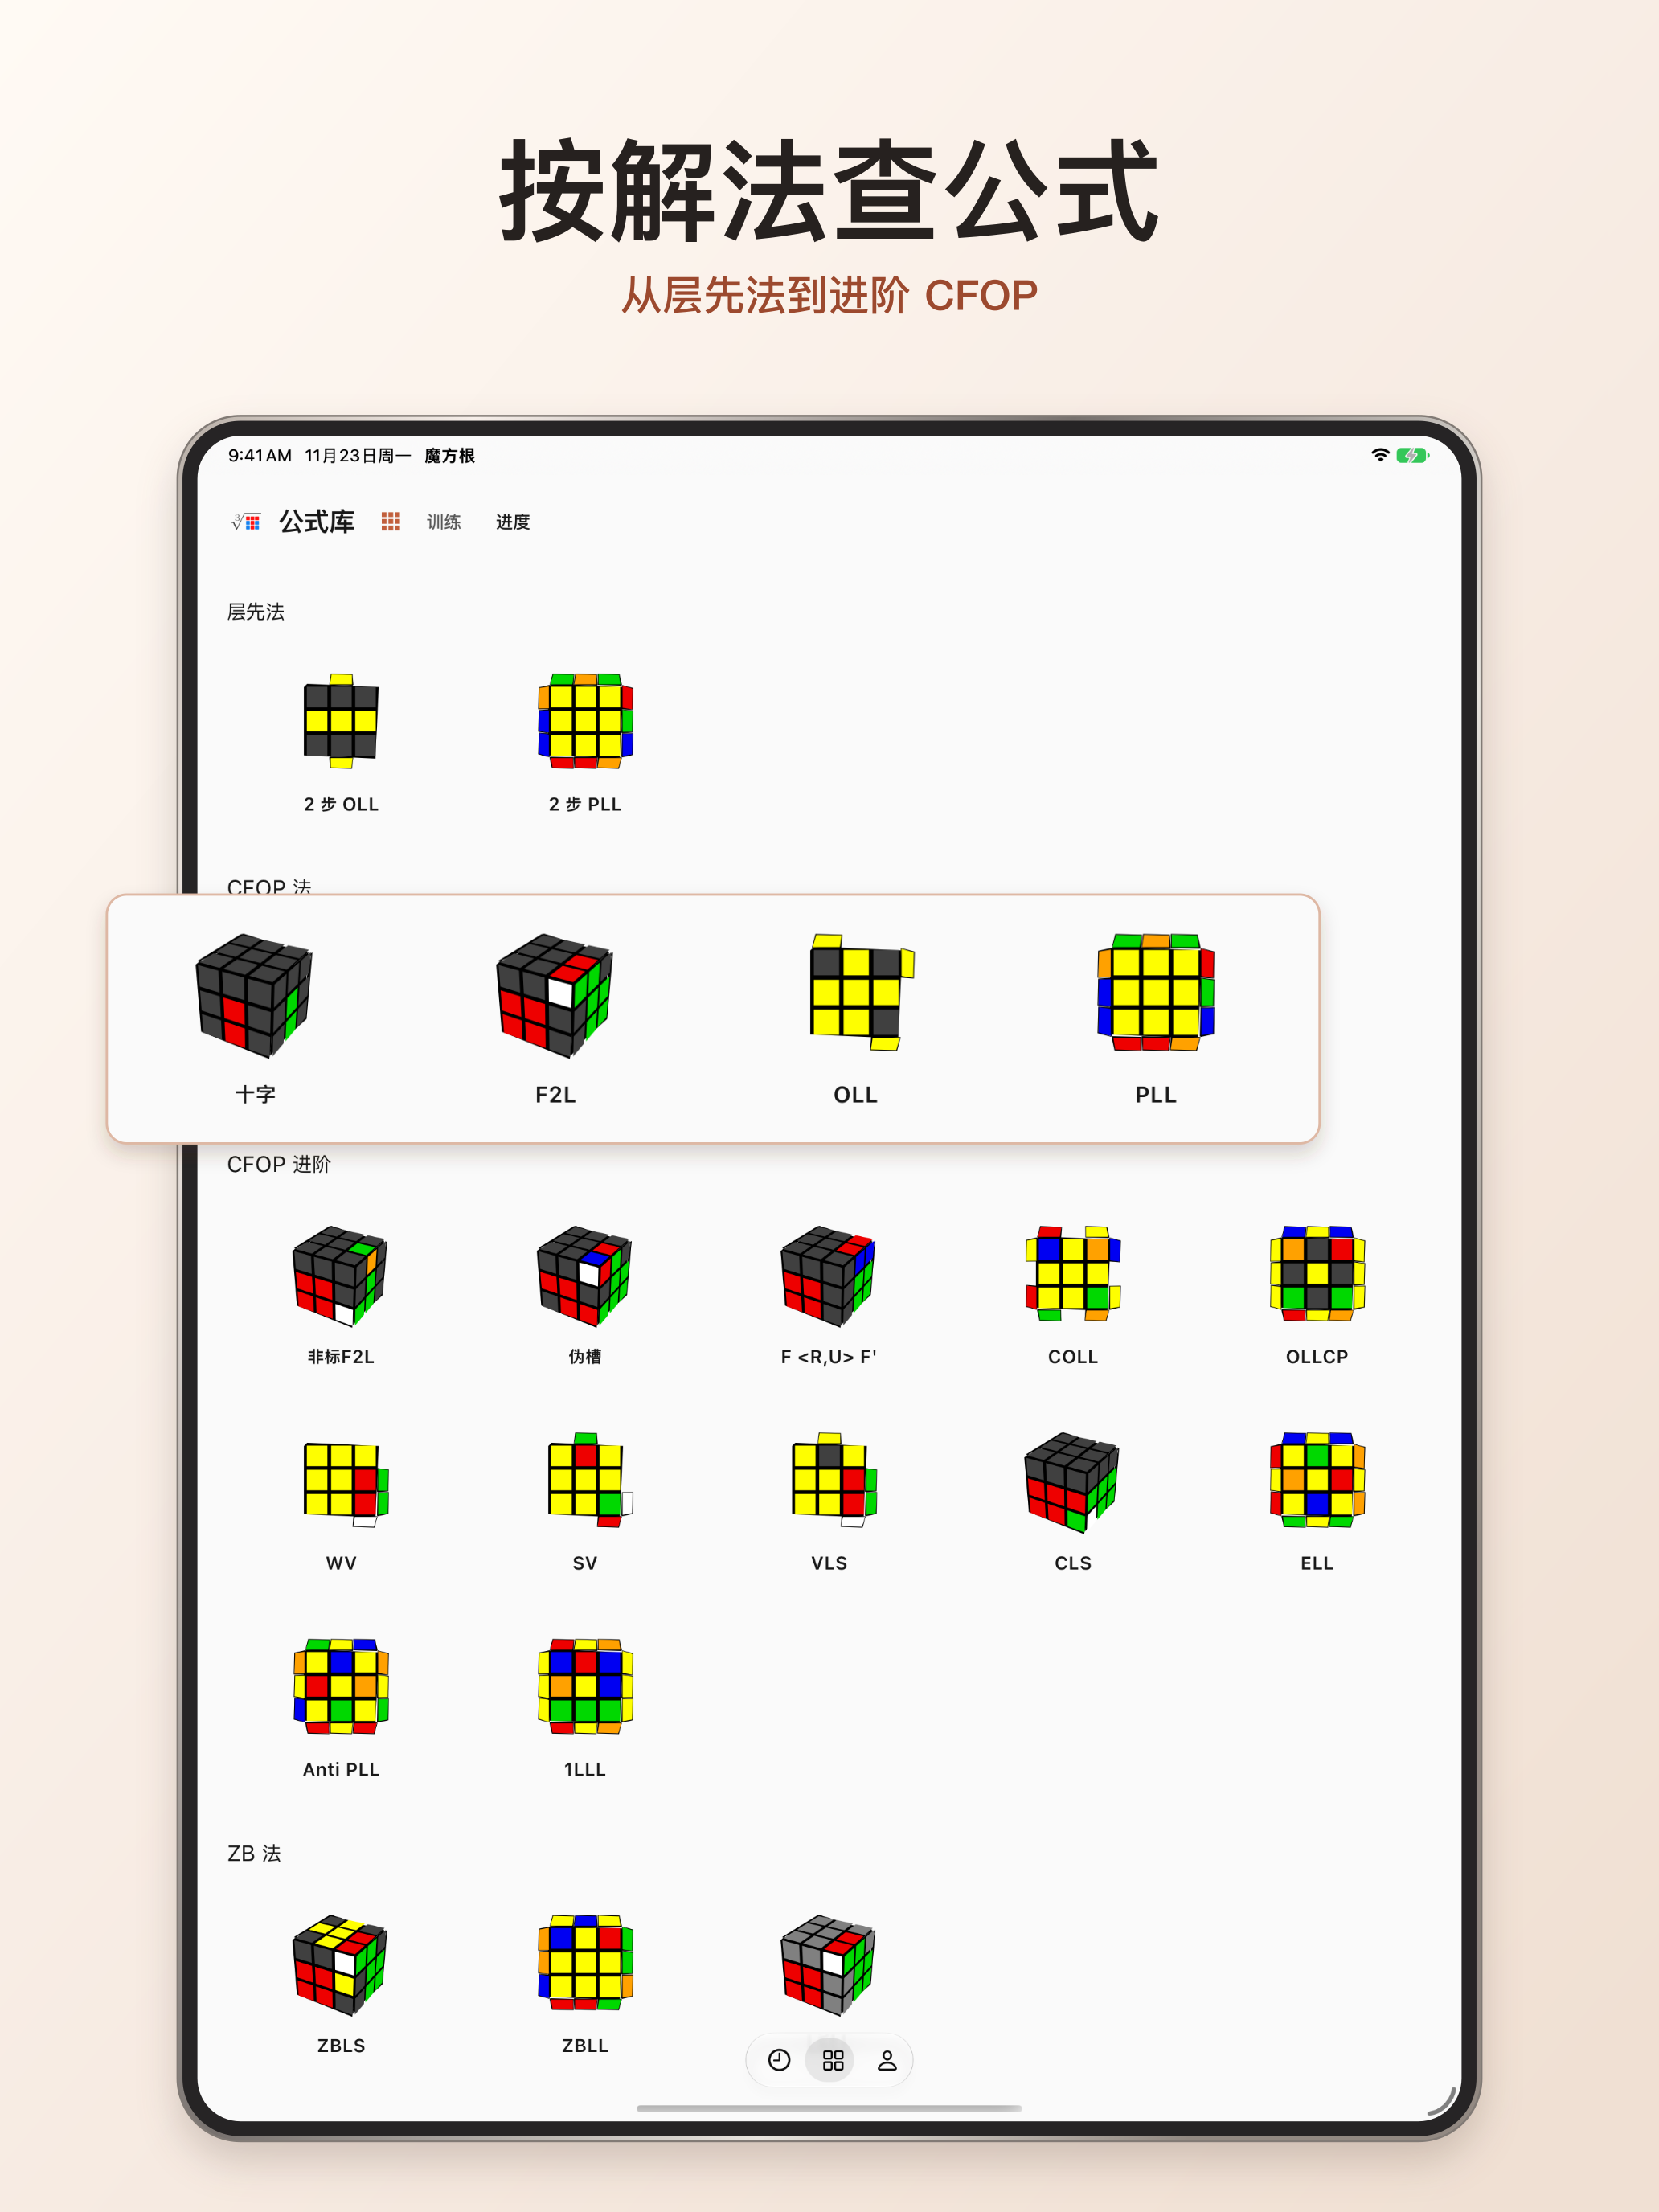 按解法查公式
从层先法到进阶 CFOP
9:41 AM 11月23日周一 魔方根
公式库 训练 进度
层先法
2 步 OLL 2 步 PLL
CFOP 法
十字 F2L OLL PLL
CFOP 进阶
非标F2L 伪槽 F <R,U> F' COLL OLLCP
WV SV VLS CLS ELL
Anti PLL 1LLL
ZB 法
ZBLS ZBLL